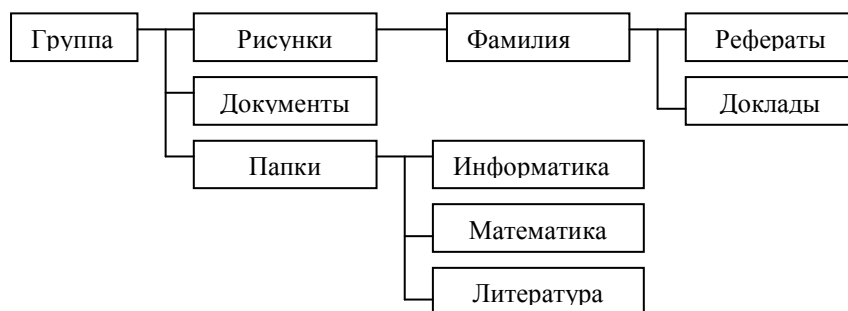 Группа Рисунки Фамилия Рефераты
Документы Доклады
Папки Информатика
Математика
Литература